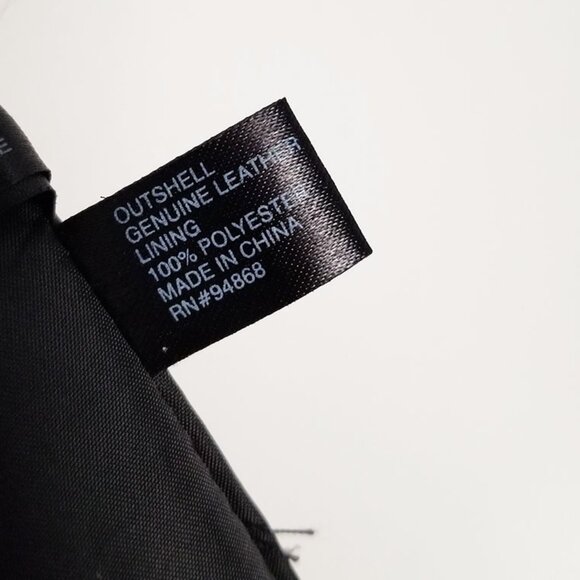 OUTSHELL
GENUINE LEATHER
LINING
100% POLYESTER
MADE IN CHINA
RN#94868
E